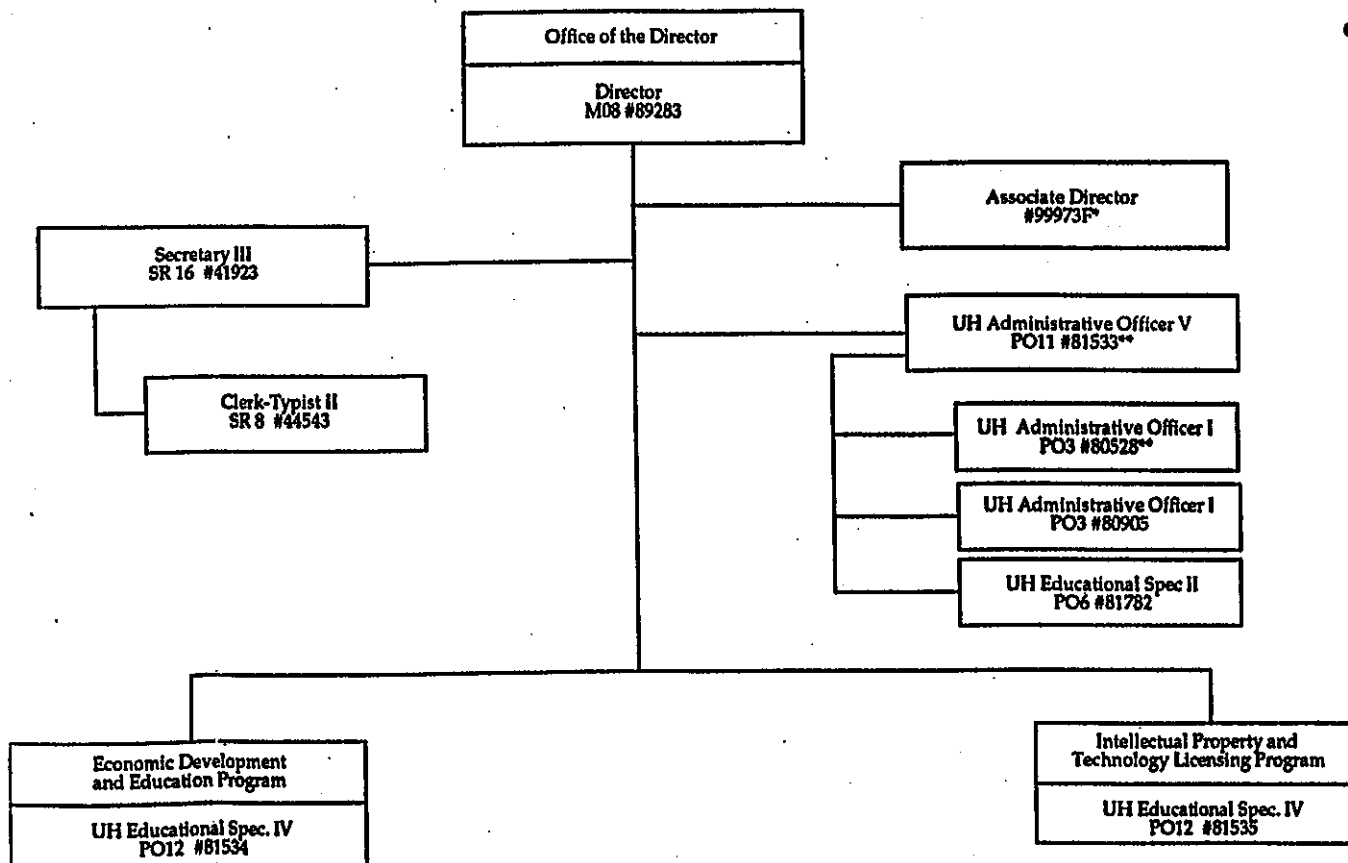 Office of the Director
Director
M08 #89283
Associate Director
#99973F*
Secretary III
SR 16 #41923
UH Administrative Officer V
PO11 #81533**
Clerk-Typist II
SR 8 #44543
UH Administrative Officer I
PO3 #80528**
UH Administrative Officer I
PO3 #80905
UH Educational Spec II
PO6 #81782
Economic Development
and Education Program
UH Educational Spec. IV
PO12 #81534
Intellectual Property and
Technology Licensing Program
UH Educational Spec. IV
PO12 #81535